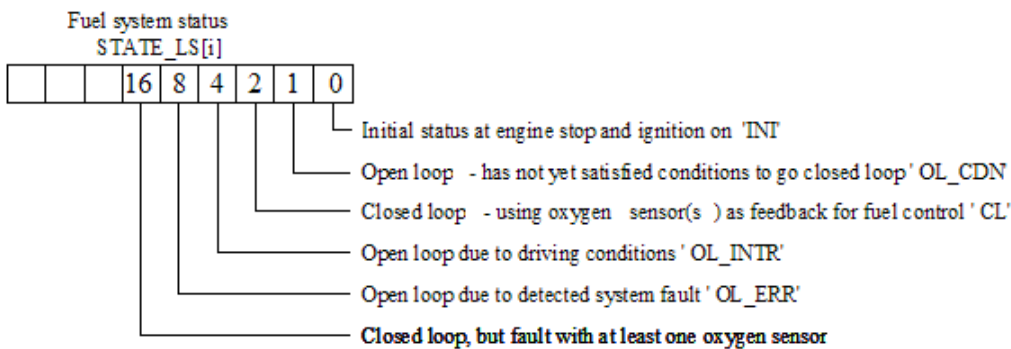 Fuel system status
STATE_LS[i]
16 8 4 2 1 0
Initial status at engine stop and ignition on 'INI'
Open loop - has not yet satisfied conditions to go closed loop ' OL_CDN'
Closed loop - using oxygen sensor(s ) as feedback for fuel control ' CL'
Open loop due to driving conditions ' OL_INTR'
Open loop due to detected system fault ' OL_ERR'
Closed loop, but fault with at least one oxygen sensor